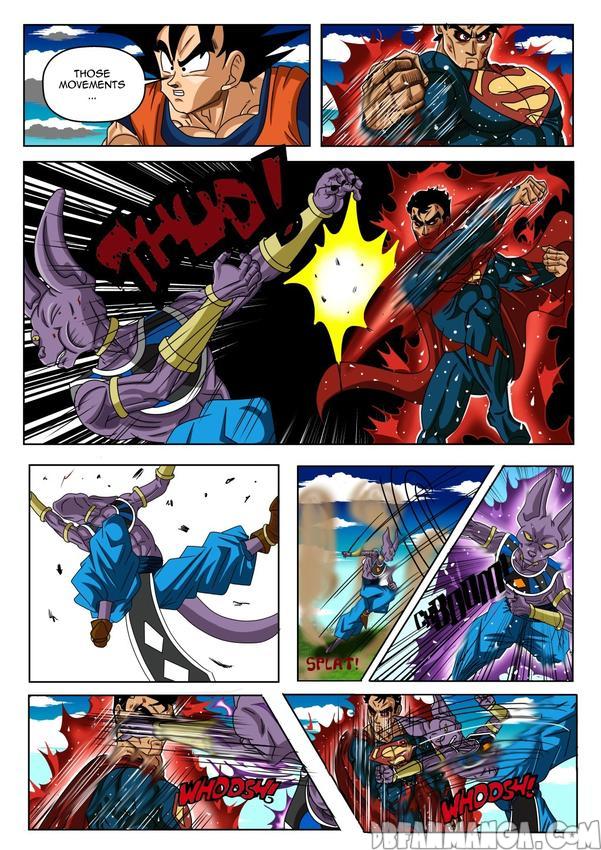 THOSE
MOVEMENTS
...
THUD!
SPLAT!
WHOOSH!
WHOOSH!
DBFANMANGA.COM